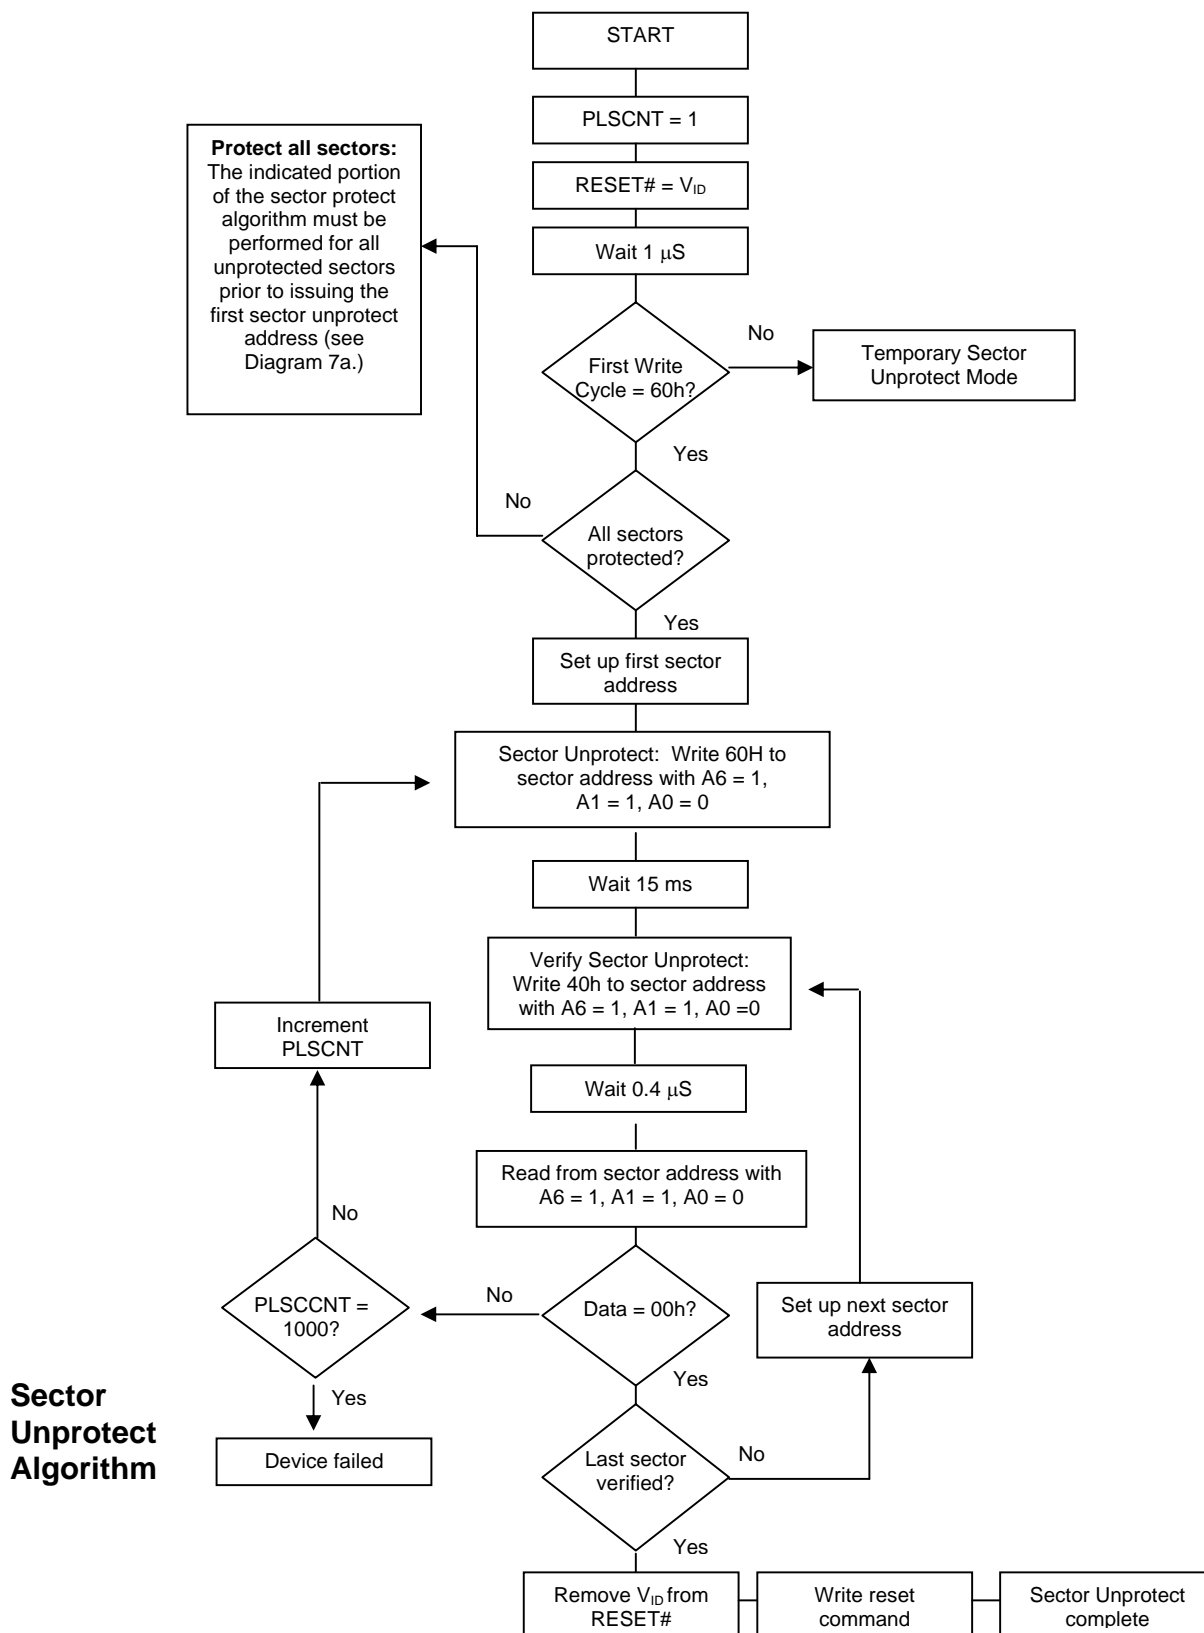 START
PLSCNT = 1
RESET# = VID
Wait 1 μS
Protect all sectors:
The indicated portion
of the sector protect
algorithm must be
performed for all
unprotected sectors
prior to issuing the
first sector unprotect
address (see
Diagram 7a.)
First Write
Cycle = 60h?
No
Temporary Sector
Unprotect Mode
Yes
No
All sectors
protected?
Yes
Set up first sector
address
Sector Unprotect: Write 60H to
sector address with A6 = 1,
A1 = 1, A0 = 0
Wait 15 ms
Verify Sector Unprotect:
Write 40h to sector address
with A6 = 1, A1 = 1, A0 =0
Increment
PLSCNT
Wait 0.4 μS
Read from sector address with
A6 = 1, A1 = 1, A0 = 0
No
PLSCCNT =
1000?
No
Data = 00h?
Set up next sector
address
Yes
Yes
Device failed
Sector
Unprotect
Algorithm
Last sector
verified?
No
Yes
Remove VID from
RESET#
Write reset
command
Sector Unprotect
complete